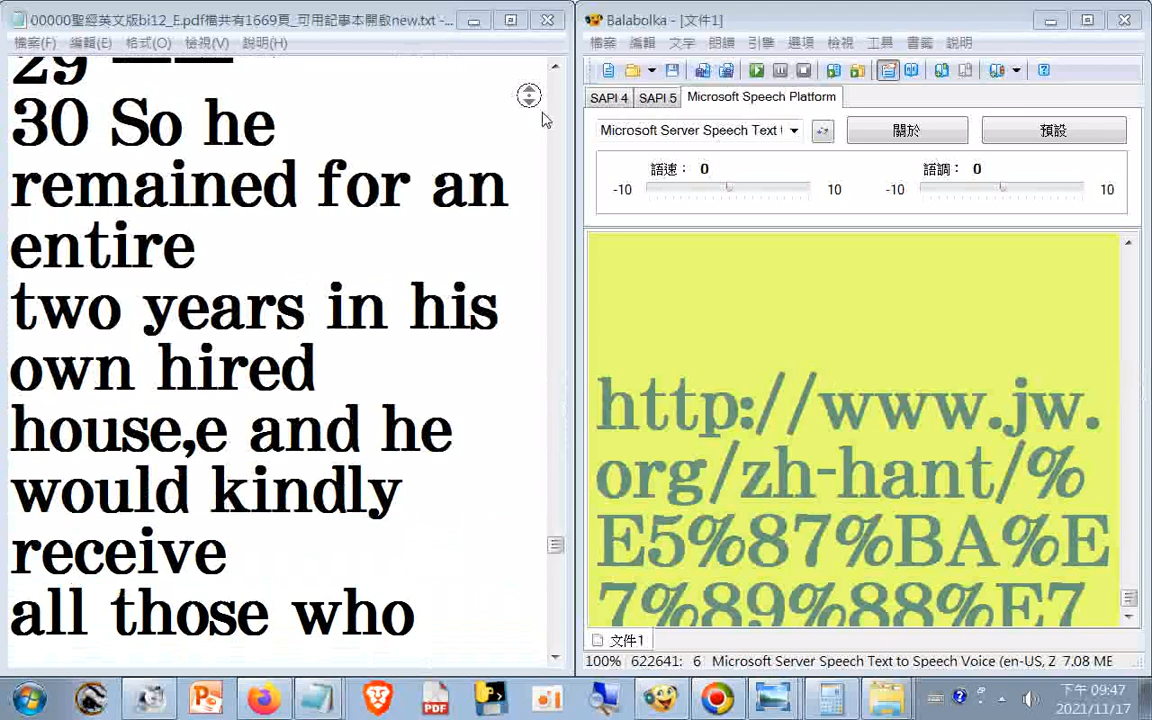 00000聖經英文版bi12_E.pdf檔共有1669頁_可用記事本開啟new.txt -...
檔案(F) 編輯(E) 格式(O) 檢視(V) 說明(H)
29 ——
30 So he
remained for an
entire
two years in his
own hired
house,e and he
would kindly
receive
all those who
Balabolka - [文件1]
檔案 編輯 文字 朗讀 引擎 選項 檢視 工具 書籤 說明
SAPI 4 SAPI 5 Microsoft Speech Platform
Microsoft Server Speech Text 關於 預設
語速： 0 語調： 0
-10 10 -10 10
http://www.jw.
org/zh-hant/%
E5%87%BA%E
7%89%88%E7
文件1
100% 622641: 6 Microsoft Server Speech Text to Speech Voice (en-US, Z 7.08 ME
PDF
下午 09:47
2021/11/17